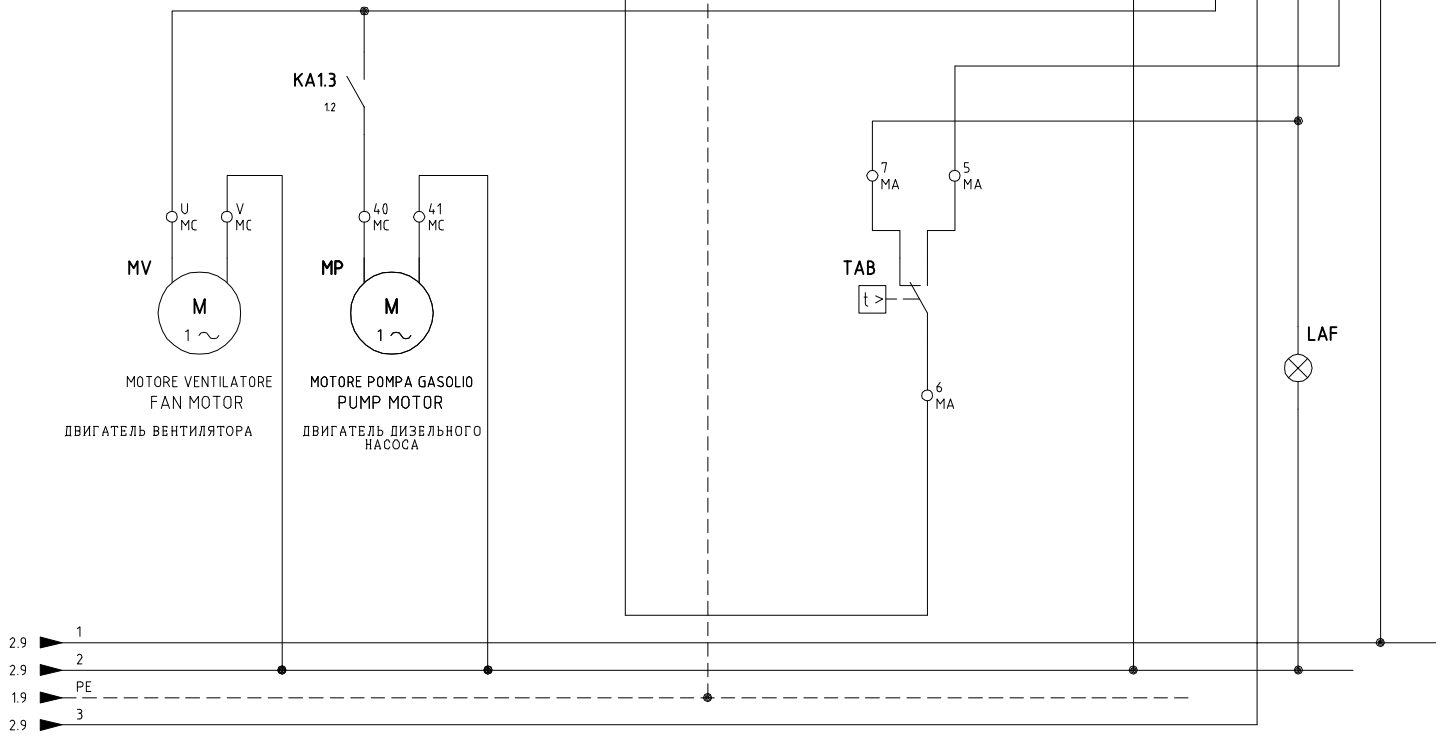 KA1.3
1.2
7
MA
5
MA
U
MC
V
MC
40
MC
41
MC
MV
M
1 ~
MP
M
1 ~
TAB
t >
LAF
6
MA
MOTORE VENTILATORE
FAN MOTOR
ДВИГАТЕЛЬ ВЕНТИЛЯТОРА
MOTORE POMPA GASOLIO
PUMP MOTOR
ДВИГАТЕЛЬ ДИЗЕЛЬНОГО
НАСОСА
2.9 1
2.9 2
1.9 PE
2.9 3